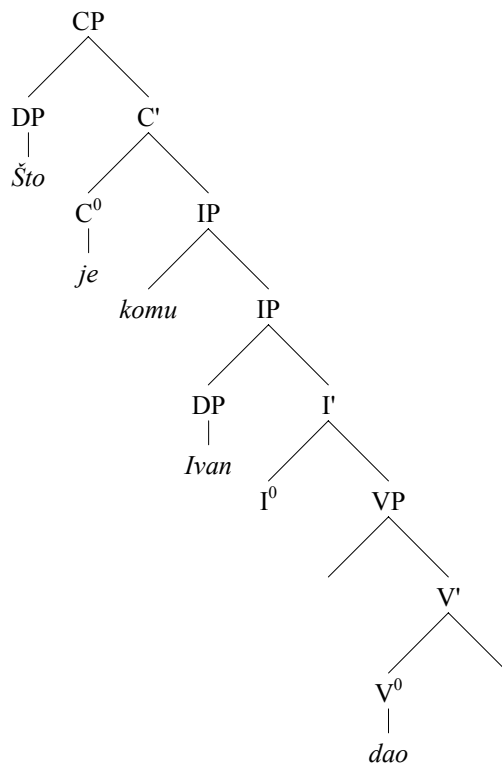 CP
DP C'
Što
C⁰ IP
je
komu IP
DP I'
Ivan
I⁰ VP
V'
V⁰
dao